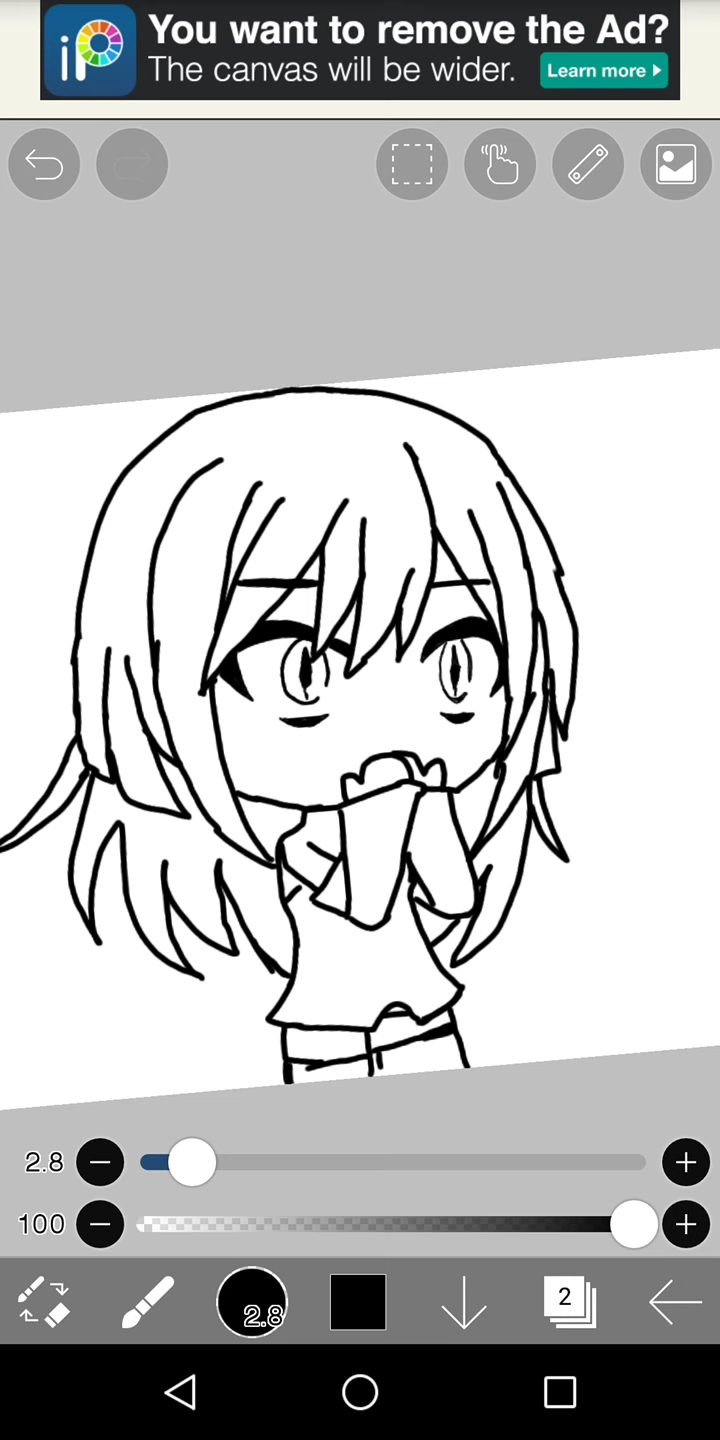 iP
You want to remove the Ad?
The canvas will be wider.
Learn more
2.8
100
2.8
2